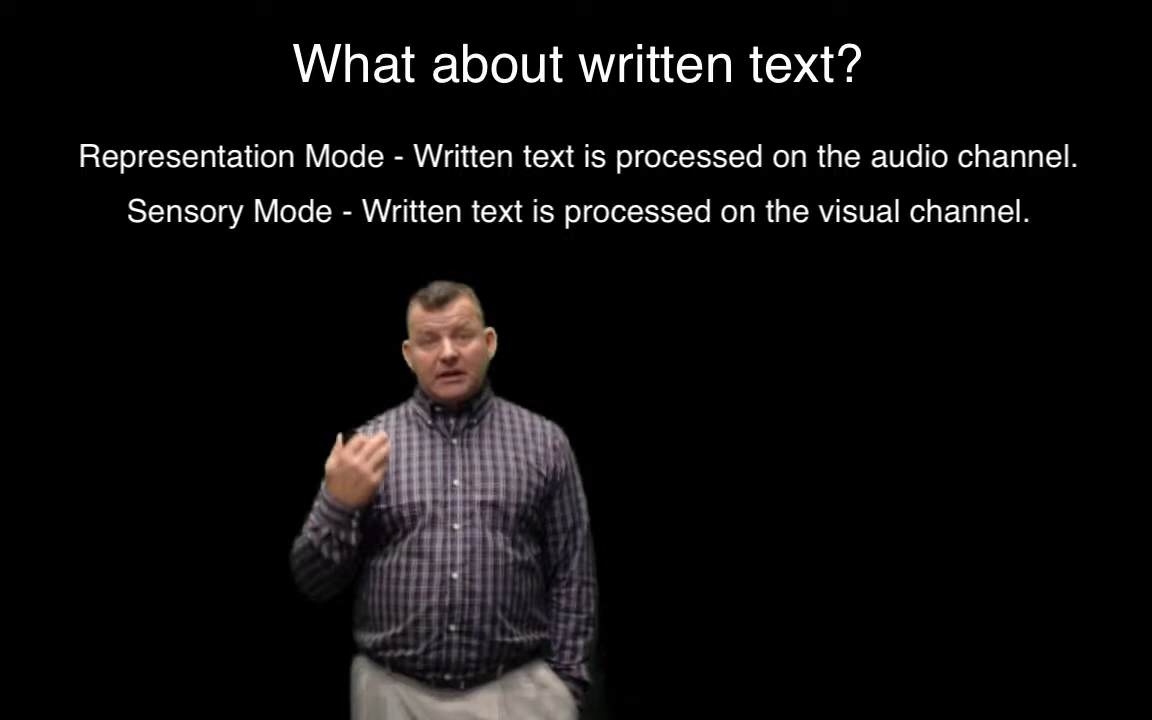 What about written text?
Representation Mode - Written text is processed on the audio channel.
Sensory Mode - Written text is processed on the visual channel.